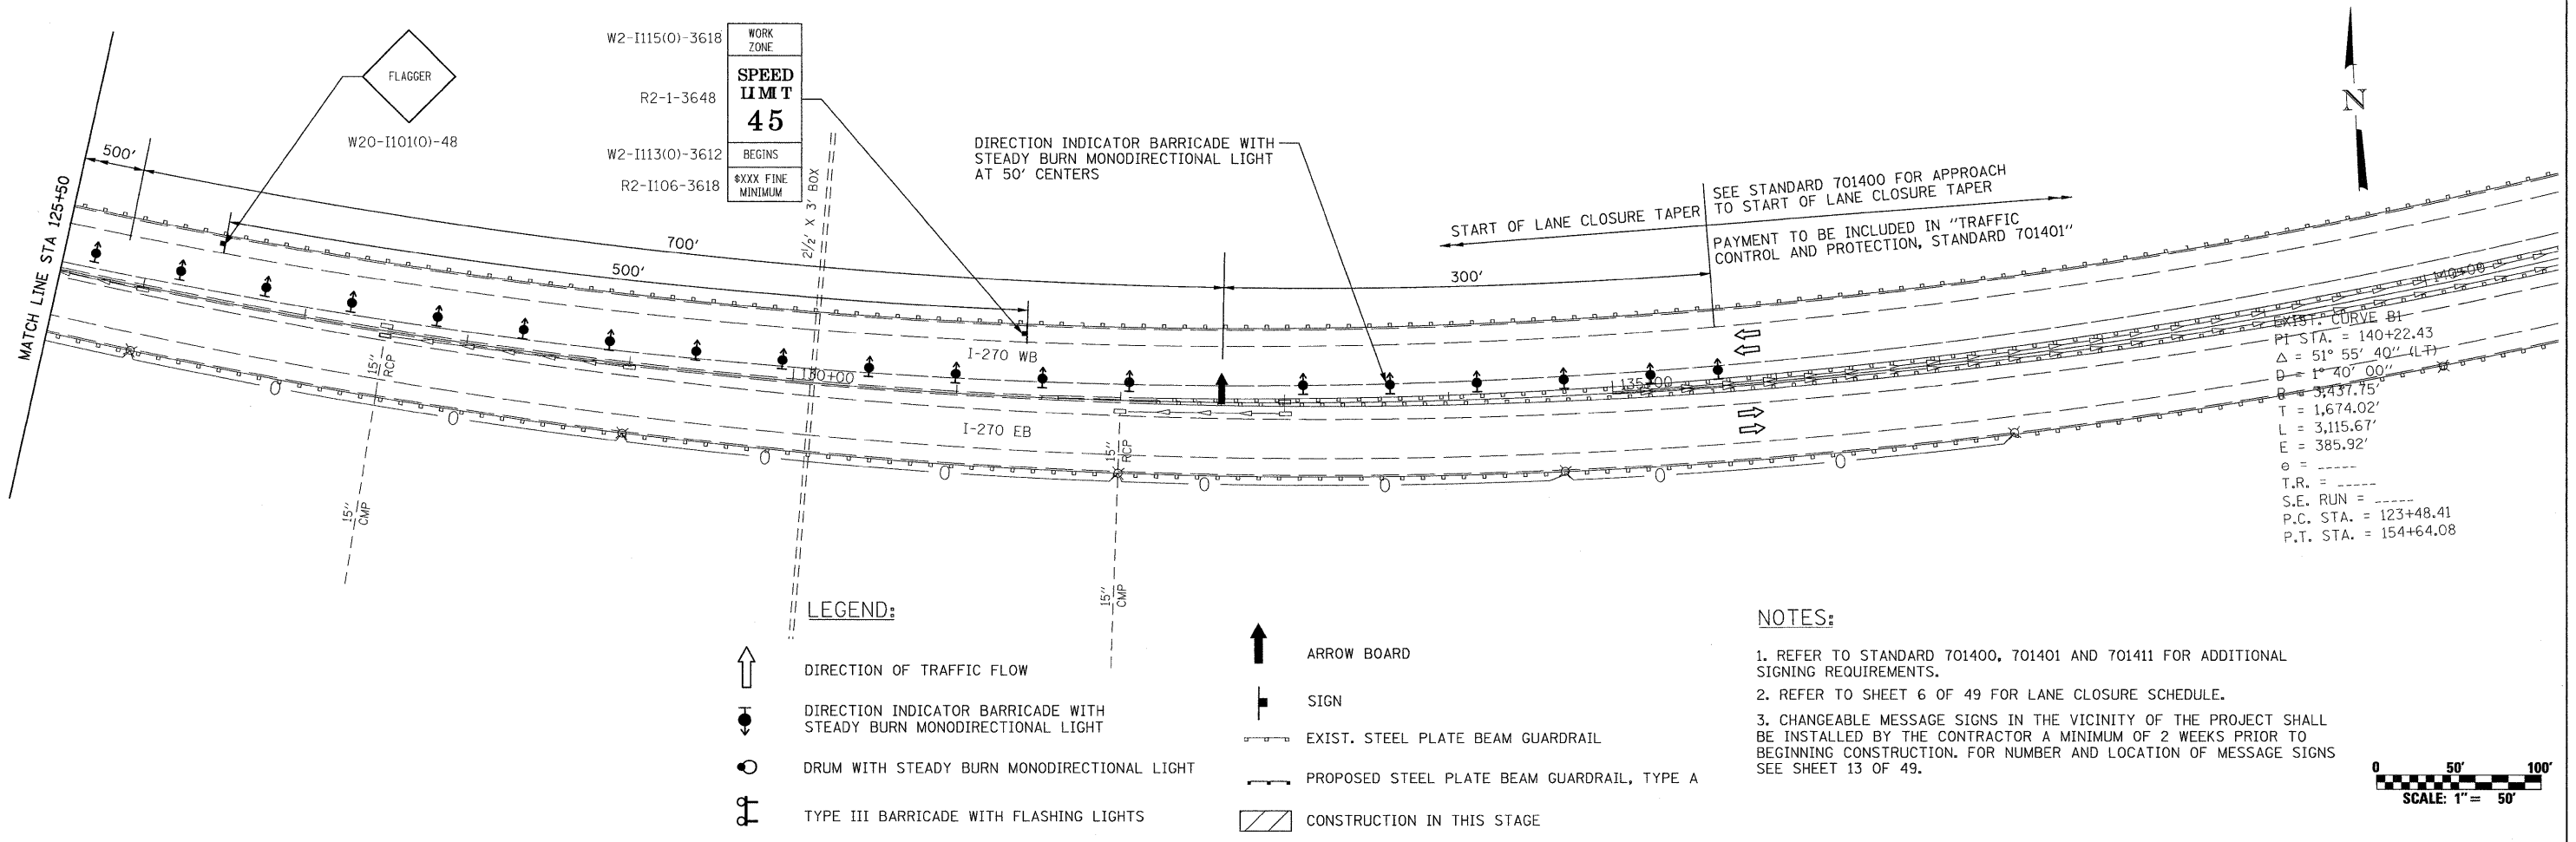 W2-I115(O)-3618
WORK
ZONE
SPEED
LIMIT
45
R2-1-3648
W2-I113(O)-3612
BEGINS
R2-I106-3618
$XXX FINE
MINIMUM
FLAGGER
W20-I101(O)-48
500'
MATCH LINE STA 125+50
700'
500'
2½' X 3' BOX
DIRECTION INDICATOR BARRICADE WITH
STEADY BURN MONODIRECTIONAL LIGHT
AT 50' CENTERS
START OF LANE CLOSURE TAPER
SEE STANDARD 701400 FOR APPROACH
TO START OF LANE CLOSURE TAPER
PAYMENT TO BE INCLUDED IN "TRAFFIC
CONTROL AND PROTECTION, STANDARD 701401"
300'
N
I-270 WB
I-270 EB
130+00
135+00
140+00
15"
RCP
15"
CMP
15"
RCP
15"
CMP
EXIST. CURVE B1
PI STA. = 140+22.43
Δ = 51° 55' 40" (LT)
D = 1° 40' 00"
R = 3,437.75'
T = 1,674.02'
L = 3,115.67'
E = 385.92'
e = -----
T.R. = -----
S.E. RUN = -----
P.C. STA. = 123+48.41
P.T. STA. = 154+64.08
LEGEND:
DIRECTION OF TRAFFIC FLOW
DIRECTION INDICATOR BARRICADE WITH
STEADY BURN MONODIRECTIONAL LIGHT
DRUM WITH STEADY BURN MONODIRECTIONAL LIGHT
TYPE III BARRICADE WITH FLASHING LIGHTS
ARROW BOARD
SIGN
EXIST. STEEL PLATE BEAM GUARDRAIL
PROPOSED STEEL PLATE BEAM GUARDRAIL, TYPE A
CONSTRUCTION IN THIS STAGE
NOTES:
1. REFER TO STANDARD 701400, 701401 AND 701411 FOR ADDITIONAL
SIGNING REQUIREMENTS.
2. REFER TO SHEET 6 OF 49 FOR LANE CLOSURE SCHEDULE.
3. CHANGEABLE MESSAGE SIGNS IN THE VICINITY OF THE PROJECT SHALL
BE INSTALLED BY THE CONTRACTOR A MINIMUM OF 2 WEEKS PRIOR TO
BEGINNING CONSTRUCTION. FOR NUMBER AND LOCATION OF MESSAGE SIGNS
SEE SHEET 13 OF 49.
0 50' 100'
SCALE: 1" = 50'